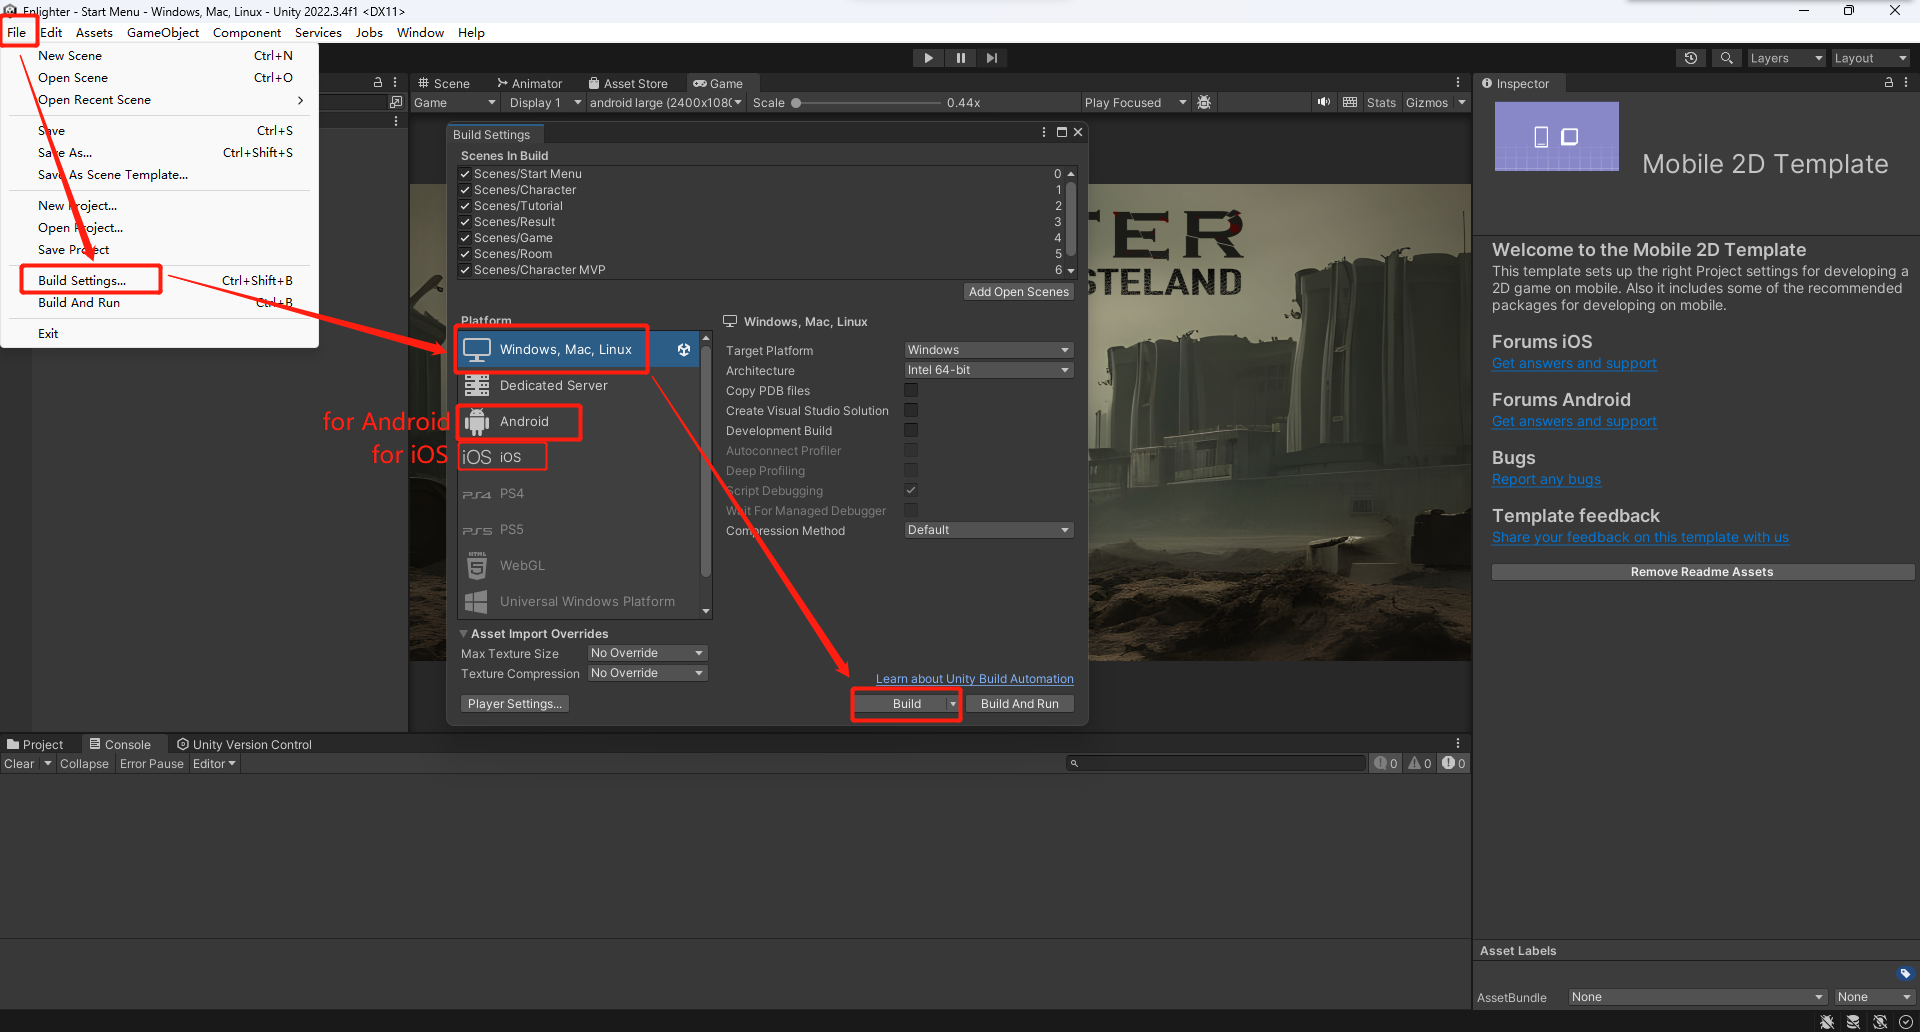 Enlighter - Start Menu - Windows, Mac, Linux - Unity 2022.3.4f1 <DX11>
File Edit Assets GameObject Component Services Jobs Window Help
New Scene Ctrl+N
Open Scene Ctrl+O
Open Recent Scene
Save Ctrl+S
Save As... Ctrl+Shift+S
Save As Scene Template...
New Project...
Open Project...
Save Project
Build Settings... Ctrl+Shift+B
Build And Run Ctrl+B
Exit
Layers Layout
Scene Animator Asset Store Game
Game Display 1 android large (2400x1080 Scale 0.44x Play Focused Stats Gizmos
Build Settings
Scenes In Build
Scenes/Start Menu 0
Scenes/Character 1
Scenes/Tutorial 2
Scenes/Result 3
Scenes/Game 4
Scenes/Room 5
Scenes/Character MVP 6
Add Open Scenes
Platform
Windows, Mac, Linux
Dedicated Server
for Android
Android
for iOS
iOS iOS
PS4 PS4
PS5 PS5
HTML
5
WebGL
Universal Windows Platform
Windows, Mac, Linux
Target Platform Windows
Architecture Intel 64-bit
Copy PDB files
Create Visual Studio Solution
Development Build
Autoconnect Profiler
Deep Profiling
Script Debugging
Wait For Managed Debugger
Compression Method Default
Asset Import Overrides
Max Texture Size No Override
Texture Compression No Override
Learn about Unity Build Automation
Player Settings... Build Build And Run
TER
STELAND
Inspector
Mobile 2D Template
Welcome to the Mobile 2D Template
This template sets up the right Project settings for developing a
2D game on mobile. Also it includes some of the recommended
packages for developing on mobile.
Forums iOS
Get answers and support
Forums Android
Get answers and support
Bugs
Report any bugs
Template feedback
Share your feedback on this template with us
Remove Readme Assets
Project Console Unity Version Control
Clear Collapse Error Pause Editor 0 0 0
Asset Labels
AssetBundle None None